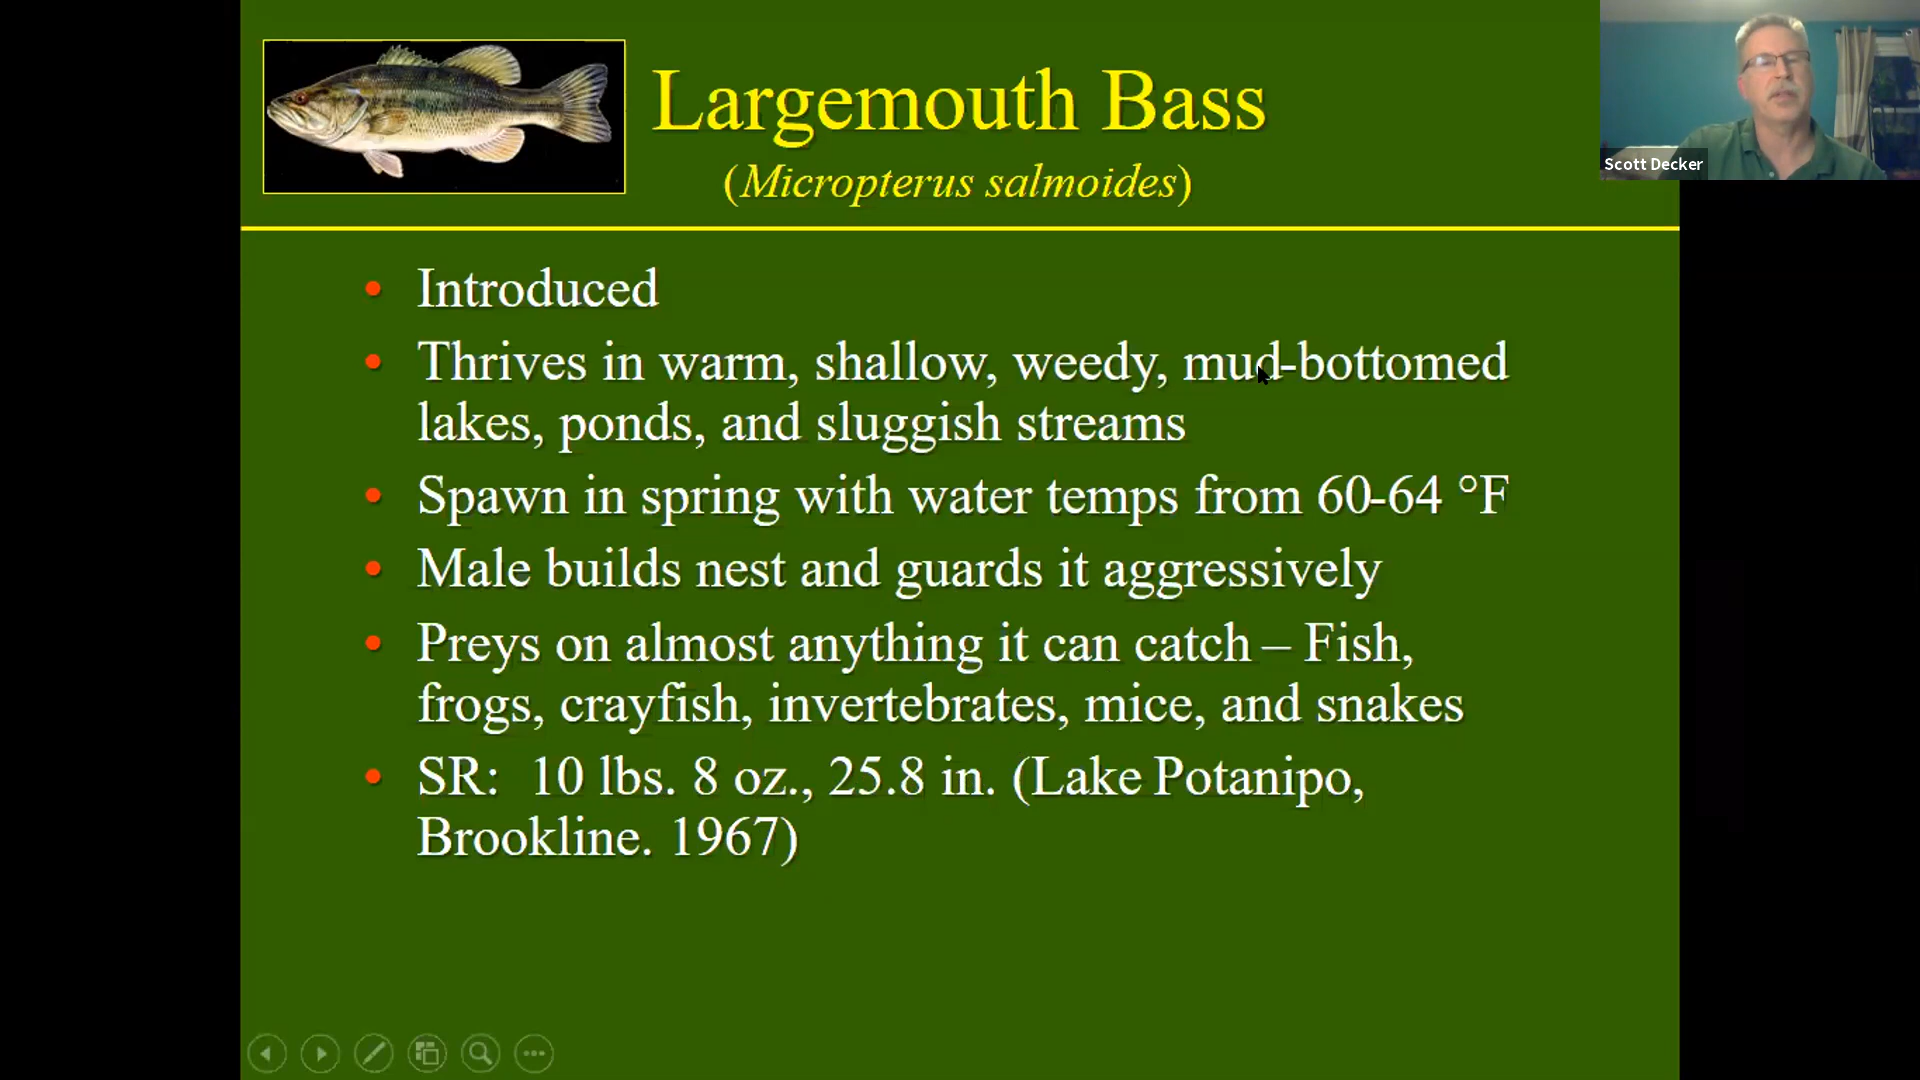 Largemouth Bass
(Micropterus salmoides)
Scott Decker
• Introduced
• Thrives in warm, shallow, weedy, mud-bottomed
lakes, ponds, and sluggish streams
• Spawn in spring with water temps from 60-64 °F
• Male builds nest and guards it aggressively
• Preys on almost anything it can catch – Fish,
frogs, crayfish, invertebrates, mice, and snakes
• SR:  10 lbs. 8 oz., 25.8 in. (Lake Potanipo,
Brookline. 1967)